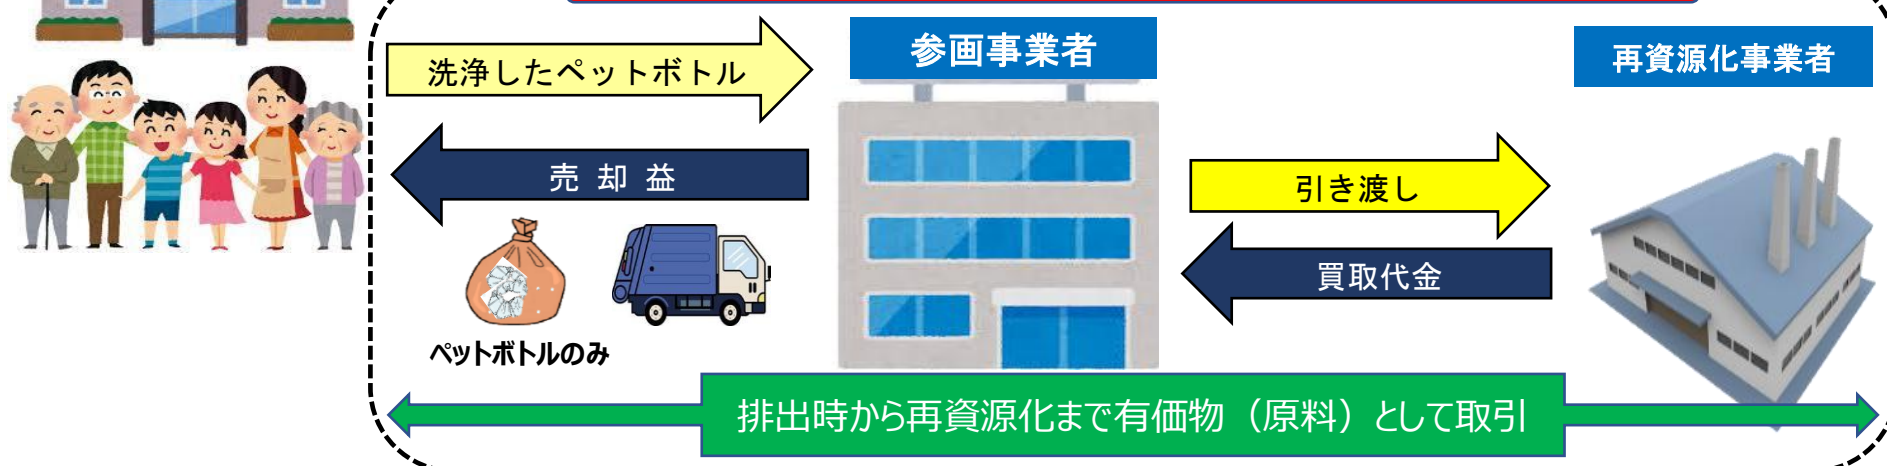 参画事業者
再資源化事業者
洗浄したペットボトル
売却益
引き渡し
買取代金
ペットボトルのみ
排出時から再資源化まで有価物（原料）として取引